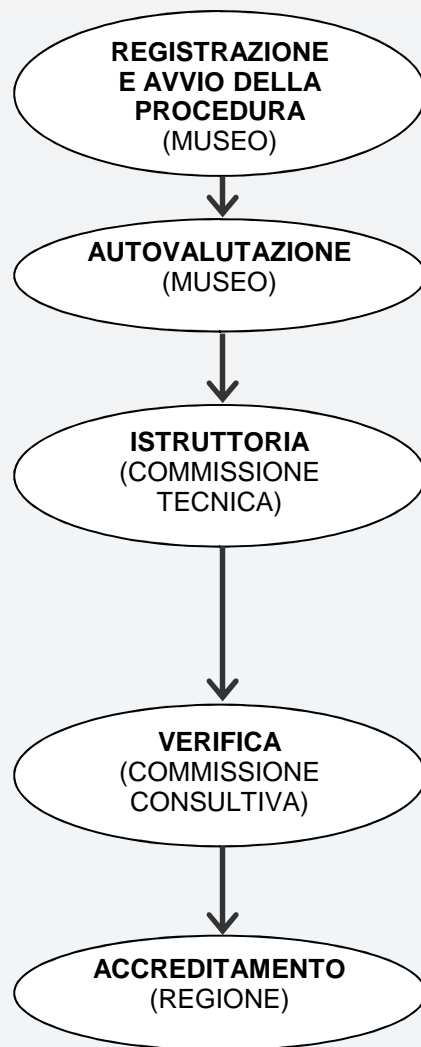 REGISTRAZIONE
E AVVIO DELLA
PROCEDURA
(MUSEO)
AUTOVALUTAZIONE
(MUSEO)
ISTRUTTORIA
(COMMISSIONE
TECNICA)
VERIFICA
(COMMISSIONE
CONSULTIVA)
ACCREDITAMENTO
(REGIONE)